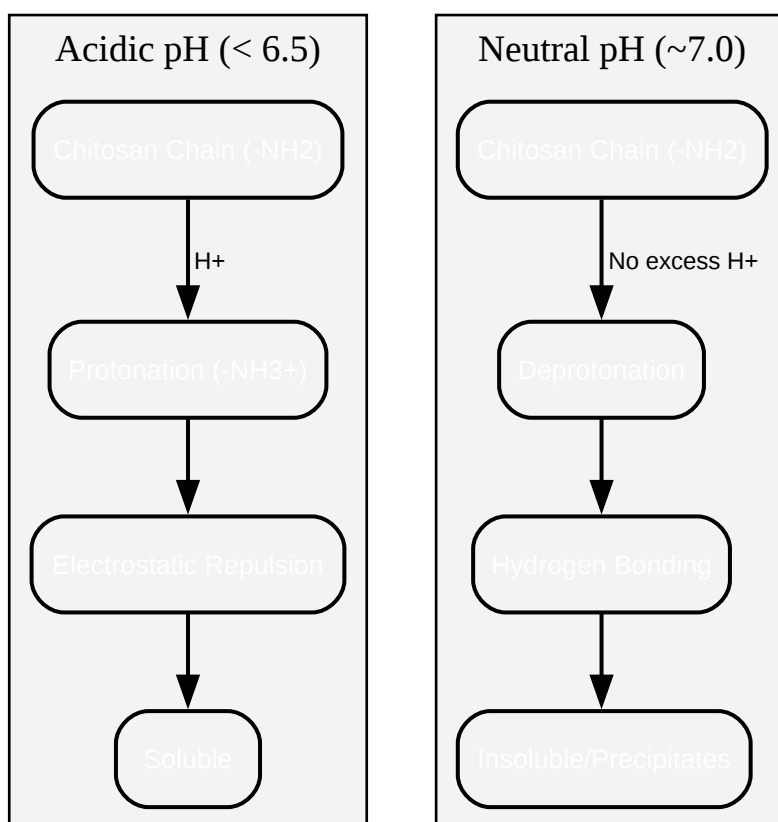 Acidic pH (< 6.5)
Chitosan Chain (-NH2)
H+
Protonation (-NH3+)
Electrostatic Repulsion
Soluble
Neutral pH (~7.0)
Chitosan Chain (-NH2)
No excess H+
Deprotonation
Hydrogen Bonding
Insoluble/Precipitates